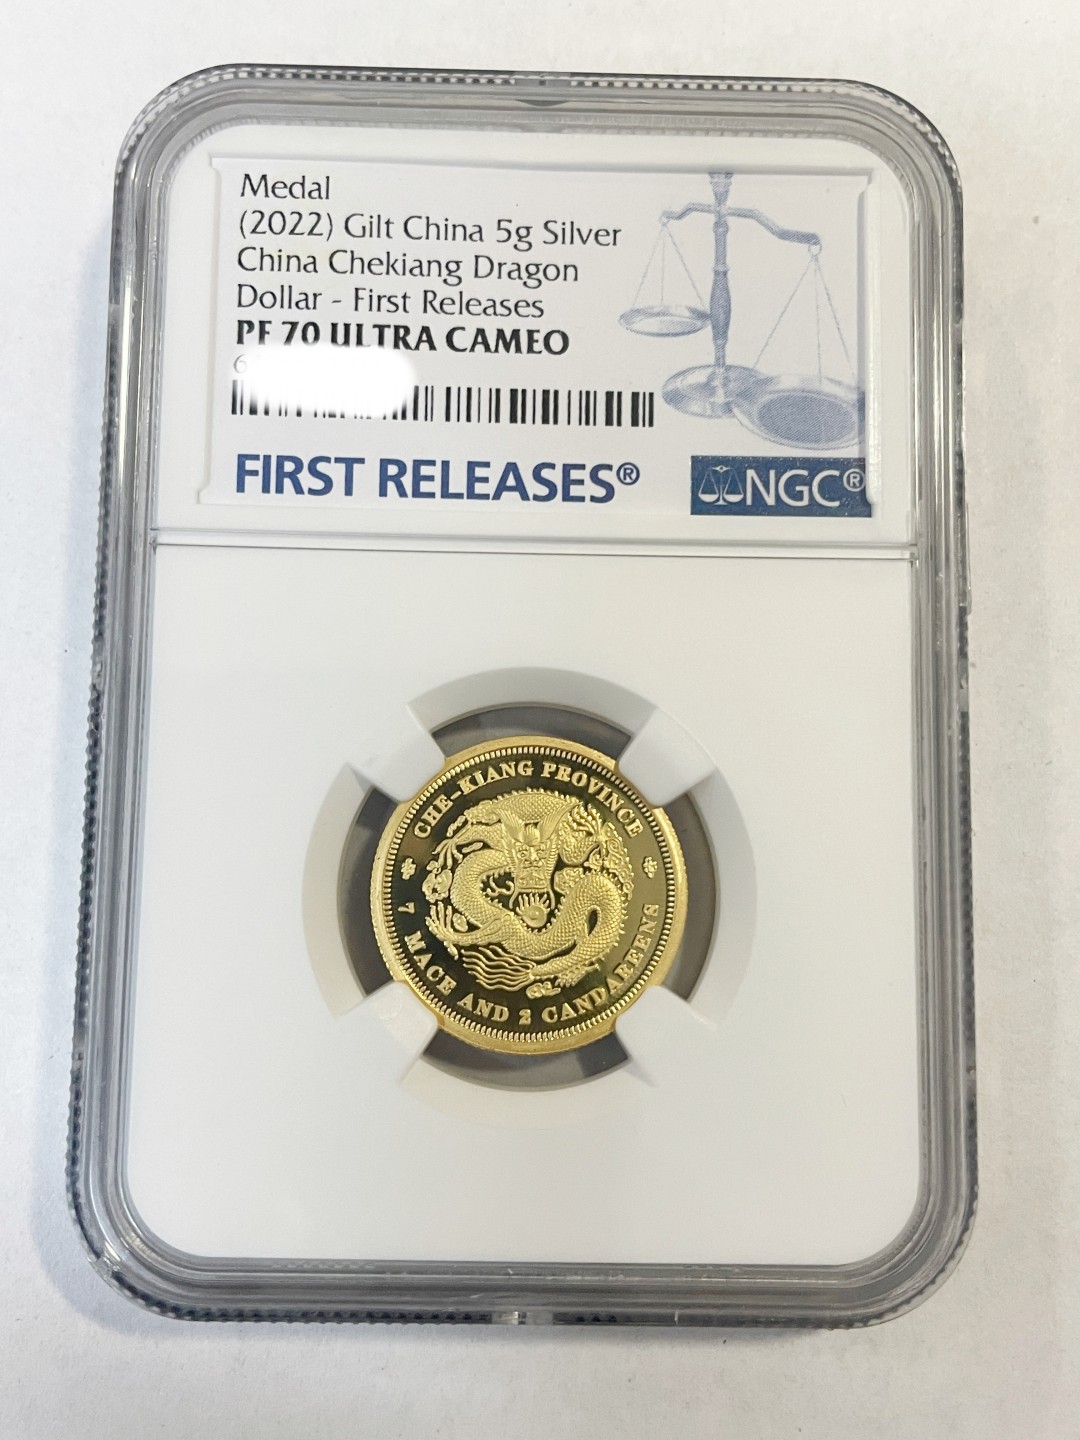 Medal
(2022) Gilt China 5g Silver
China Chekiang Dragon
Dollar - First Releases
PF 70 ULTRA CAMEO
6
FIRST RELEASES®
NGC®
CHE-KIANG PROVINCE
7 MACE AND 2 CANDAREENS